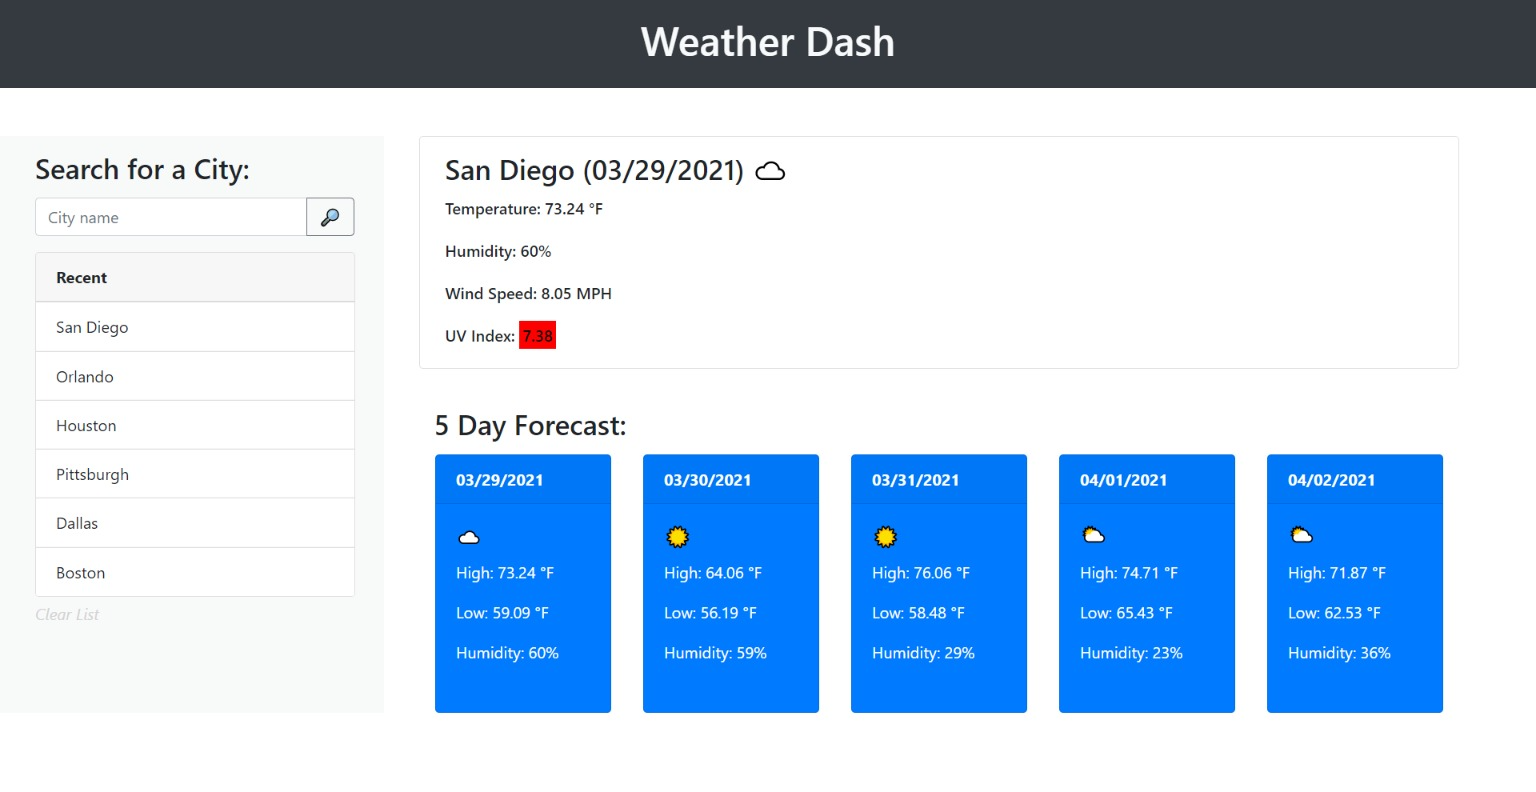 Weather Dash
Search for a City:
City name
Recent
San Diego
Orlando
Houston
Pittsburgh
Dallas
Boston
Clear List
San Diego (03/29/2021)
Temperature: 73.24 °F
Humidity: 60%
Wind Speed: 8.05 MPH
UV Index: 7.38
5 Day Forecast:
03/29/2021
High: 73.24 °F
Low: 59.09 °F
Humidity: 60%
03/30/2021
High: 64.06 °F
Low: 56.19 °F
Humidity: 59%
03/31/2021
High: 76.06 °F
Low: 58.48 °F
Humidity: 29%
04/01/2021
High: 74.71 °F
Low: 65.43 °F
Humidity: 23%
04/02/2021
High: 71.87 °F
Low: 62.53 °F
Humidity: 36%